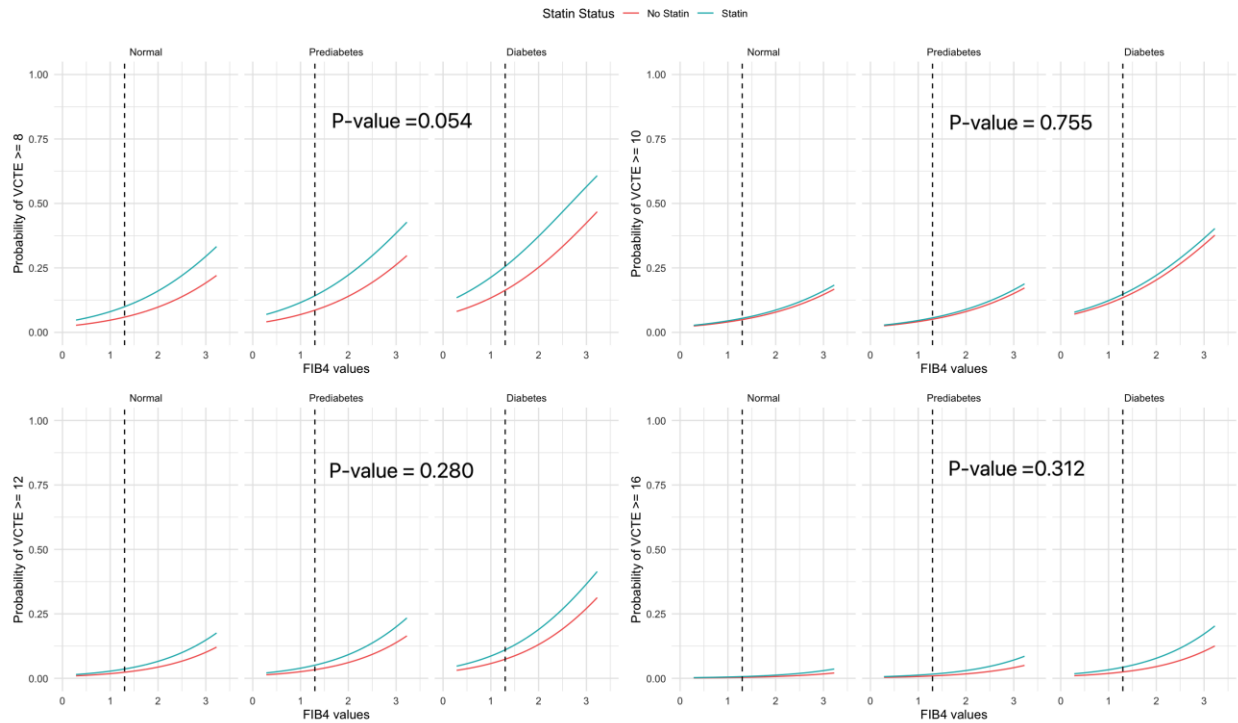 Statin Status No Statin Statin
Normal Prediabetes Diabetes
1.00
0.75
0.50
0.25
0.00
Probability of VCTE >= 8
P-value =0.054
0 1 2 3 0 1 2 3 0 1 2 3
FIB4 values
Normal Prediabetes Diabetes
1.00
0.75
0.50
0.25
0.00
Probability of VCTE >= 10
P-value = 0.755
0 1 2 3 0 1 2 3 0 1 2 3
FIB4 values
Normal Prediabetes Diabetes
1.00
0.75
0.50
0.25
0.00
Probability of VCTE >= 12
P-value = 0.280
0 1 2 3 0 1 2 3 0 1 2 3
FIB4 values
Normal Prediabetes Diabetes
1.00
0.75
0.50
0.25
0.00
Probability of VCTE >= 16
P-value =0.312
0 1 2 3 0 1 2 3 0 1 2 3
FIB4 values